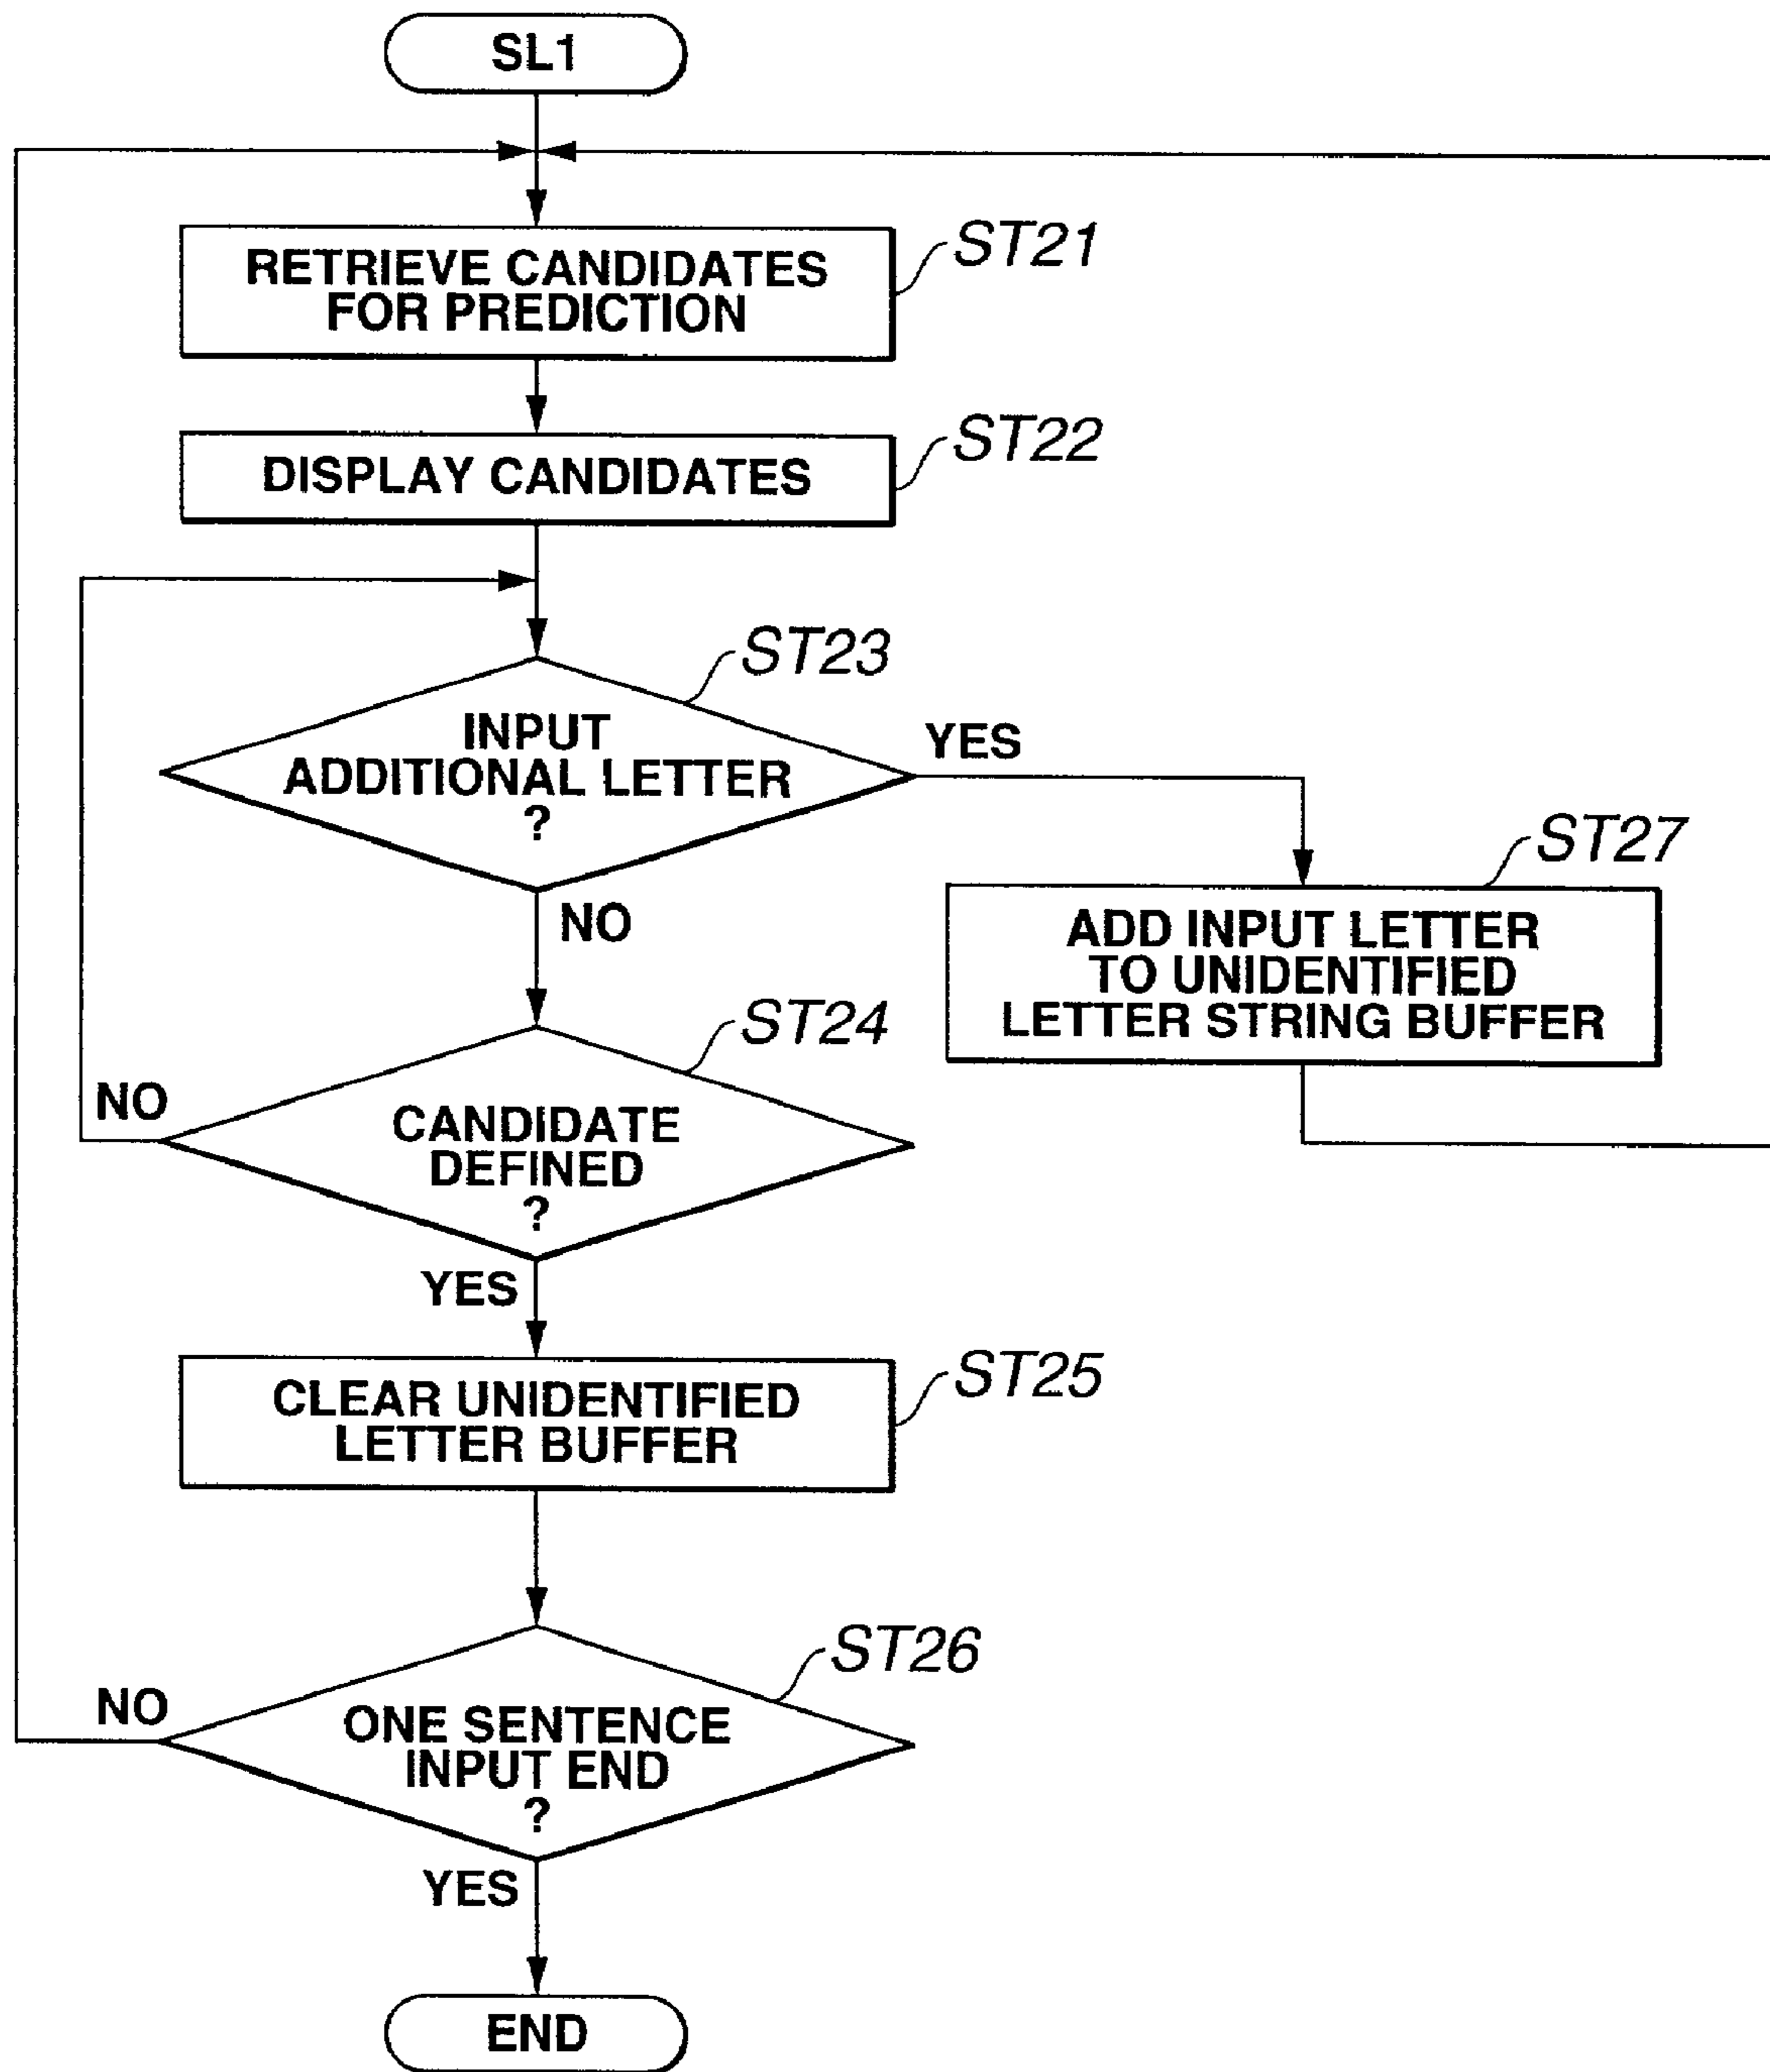 SL1
RETRIEVE CANDIDATES
FOR PREDICTION
ST21
DISPLAY CANDIDATES
ST22
ST23
INPUT
ADDITIONAL LETTER
?
YES
NO
ST27
ADD INPUT LETTER
TO UNIDENTIFIED
LETTER STRING BUFFER
ST24
CANDIDATE
DEFINED
?
NO
YES
CLEAR UNIDENTIFIED
LETTER BUFFER
ST25
ST26
ONE SENTENCE
INPUT END
?
NO
YES
END